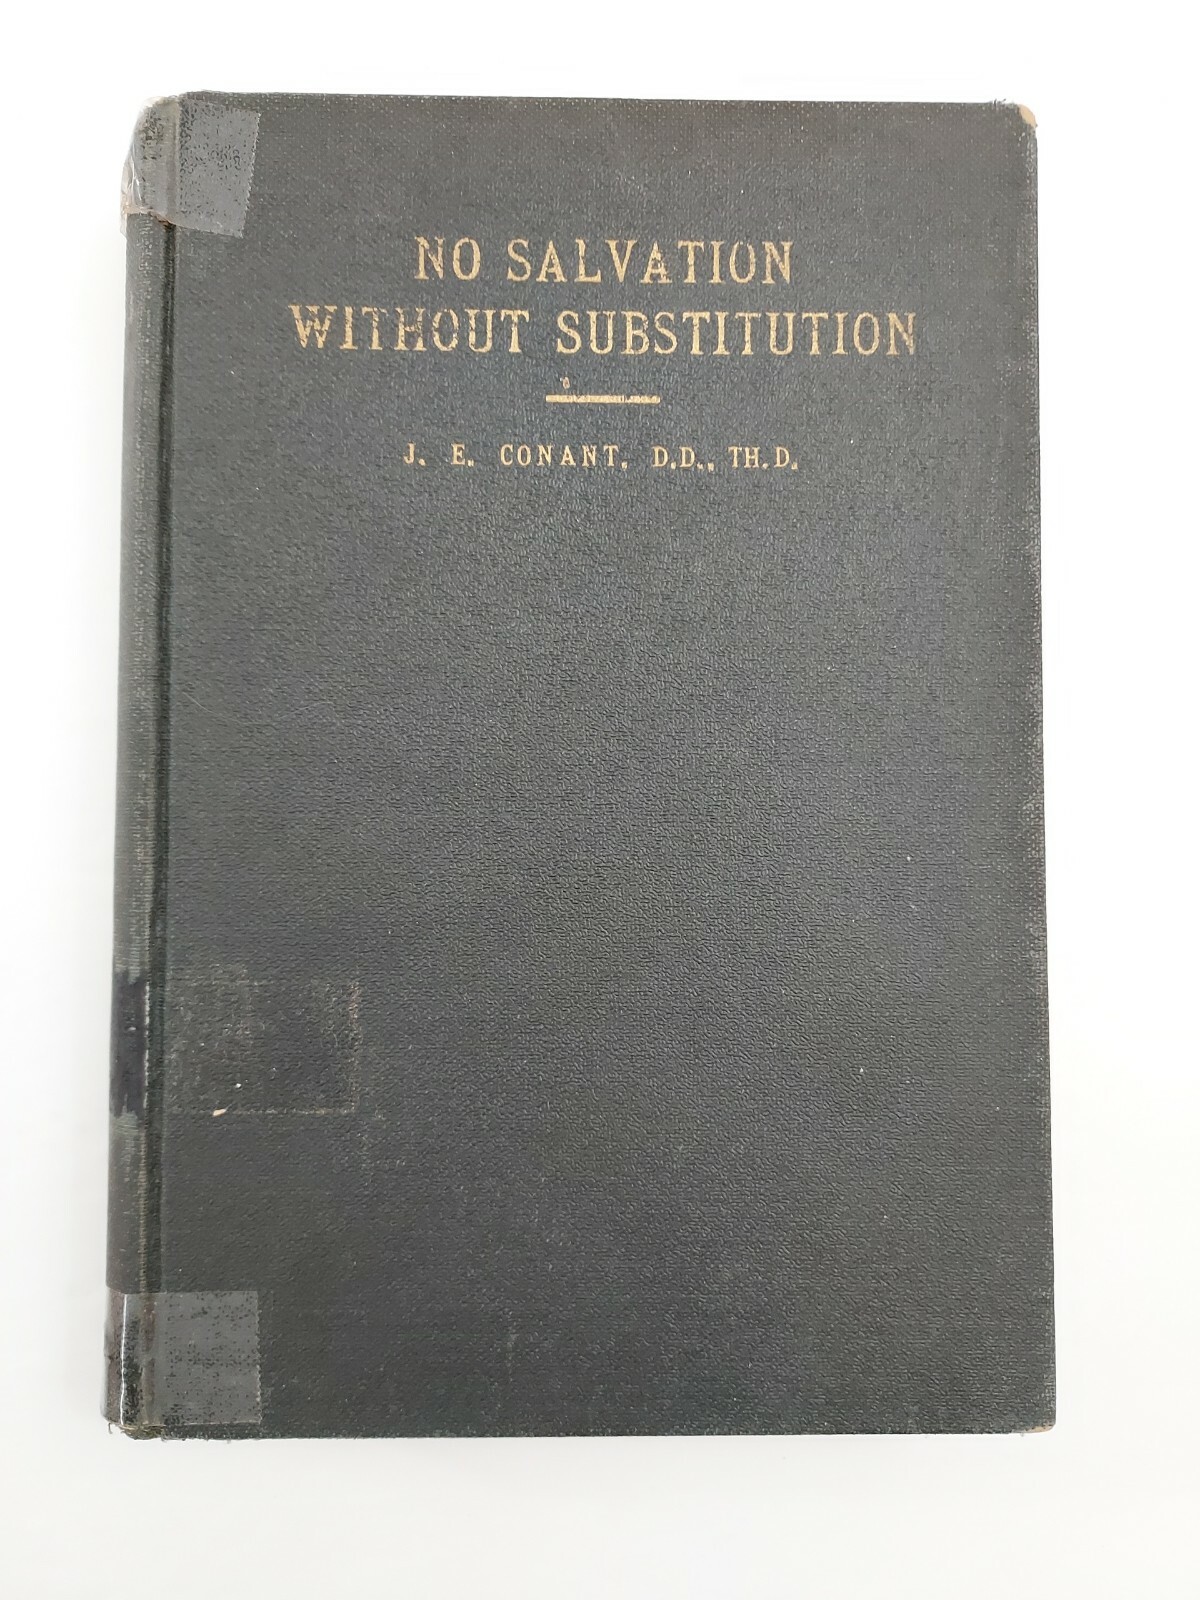 NO SALVATION
WITHOUT SUBSTITUTION
J. E. CONANT, D.D., TH.D.